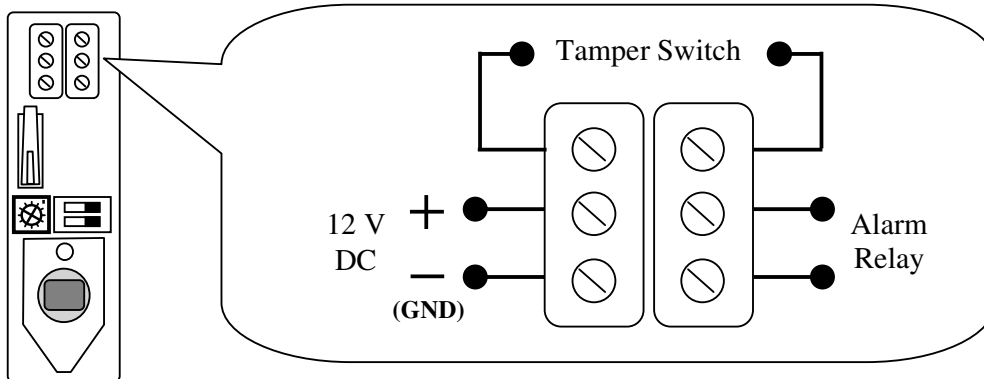 Tamper Switch
12 V
DC
+
−
(GND)
Alarm
Relay